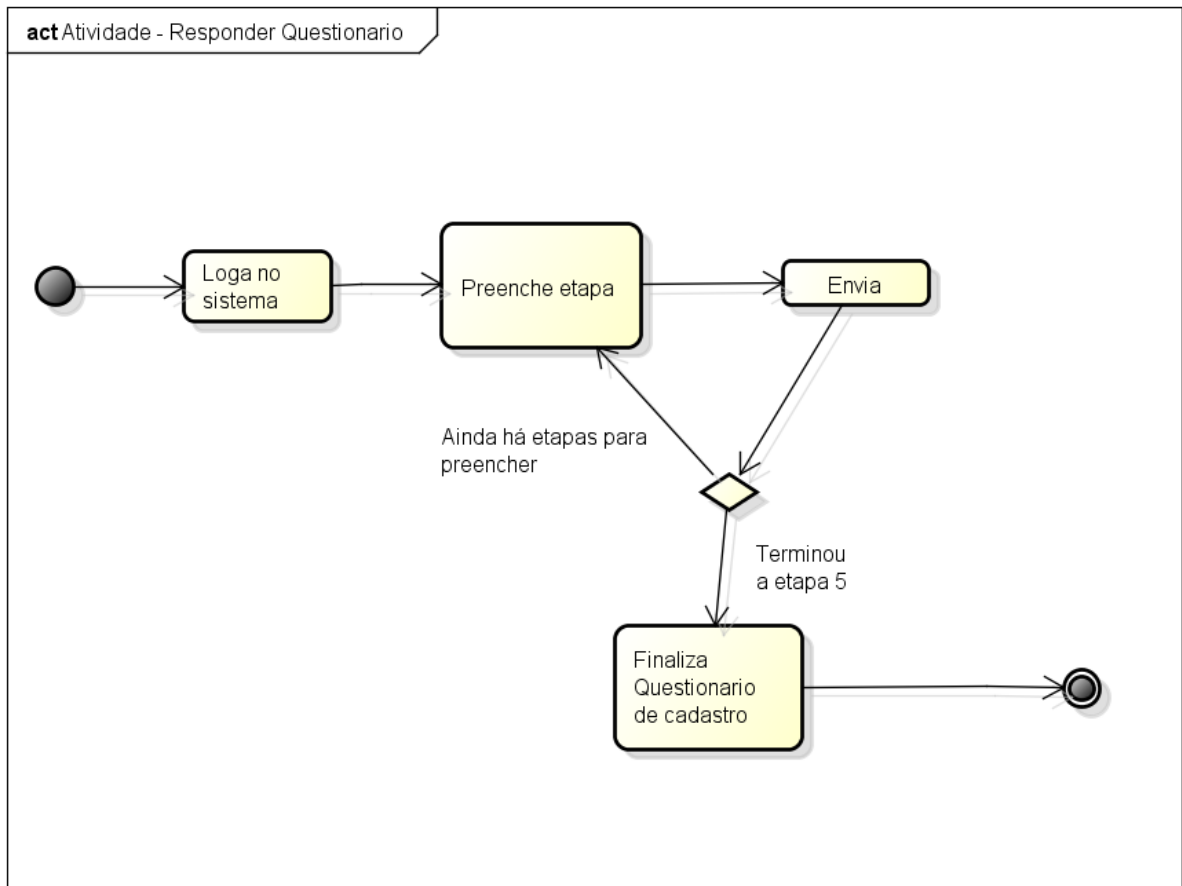 act Atividade - Responder Questionario
Loga no
sistema
Preenche etapa
Envia
Ainda há etapas para
preencher
Terminou
a etapa 5
Finaliza
Questionario
de cadastro